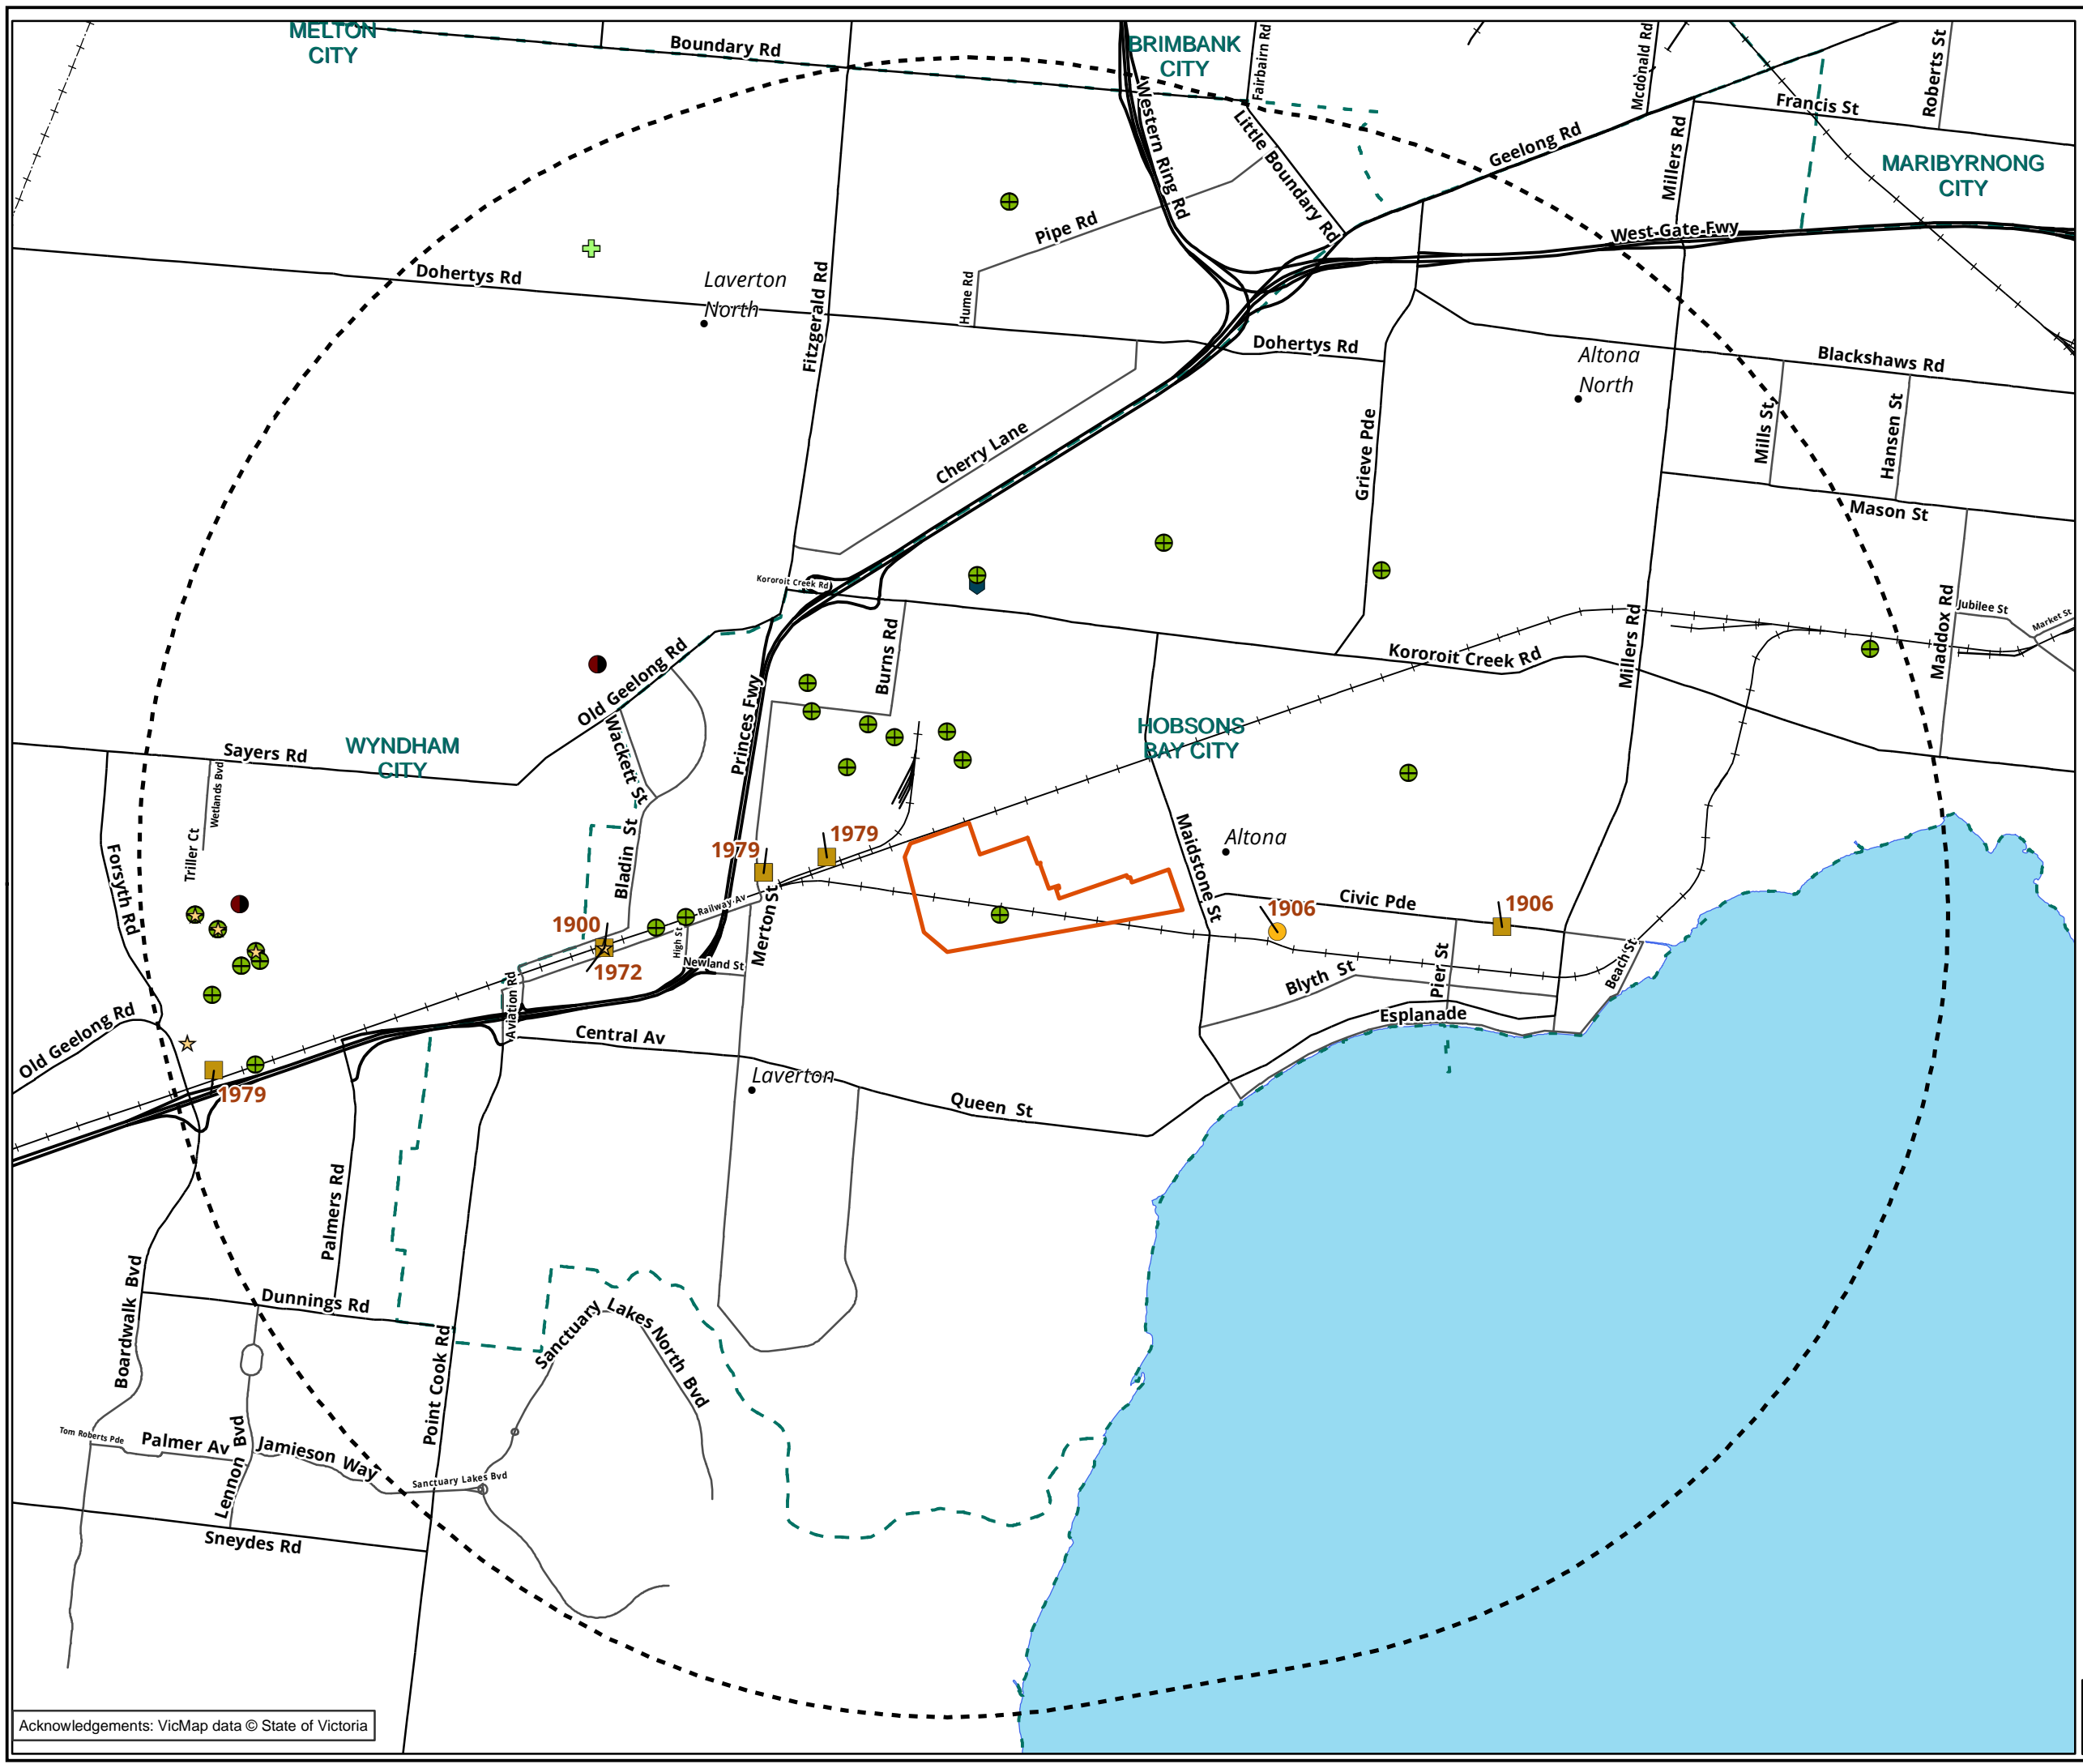 MELTON
CITY
Boundary Rd
BRIMBANK
CITY
Fairbairn Rd
Mcdonald Rd
Roberts St
Francis St
Western Ring Rd
Little Boundary Rd
Geelong Rd
Millers Rd
MARIBYRNONG
CITY
Pipe Rd
West Gate Fwy
Dohertys Rd
Laverton
North
Fitzgerald Rd
Hume Rd
Dohertys Rd
Altona
North
Blackshaws Rd
Cherry Lane
Grieve Pde
Mills St
Hansen St
Mason St
Kororoit Creek Rd
Burns Rd
Kororoit Creek Rd
Millers Rd
Maddox Rd
Jubilee St
Market St
Old Geelong Rd
Wackett St
Princes Fwy
HOBSONS
BAY CITY
Sayers Rd
WYNDHAM
CITY
Wetlands Bvd
Triller Ct
Forsyth Rd
Bladin St
1979
1979
Maidstone St
Altona
Railway Av
Merton St
Civic Pde
1906
1906
1900
1972
High St
Newland St
Pier St
Beach St
Blyth St
Aviation Rd
Esplanade
Old Geelong Rd
Central Av
1979
Laverton
Queen St
Palmers Rd
Boardwalk Bvd
Dunnings Rd
Sanctuary Lakes North Bvd
Point Cook Rd
Tom Roberts Pde
Palmer Av
Lennon Bvd
Jamieson Way
Sanctuary Lakes Bvd
Sneydes Rd
Acknowledgements: VicMap data © State of Victoria